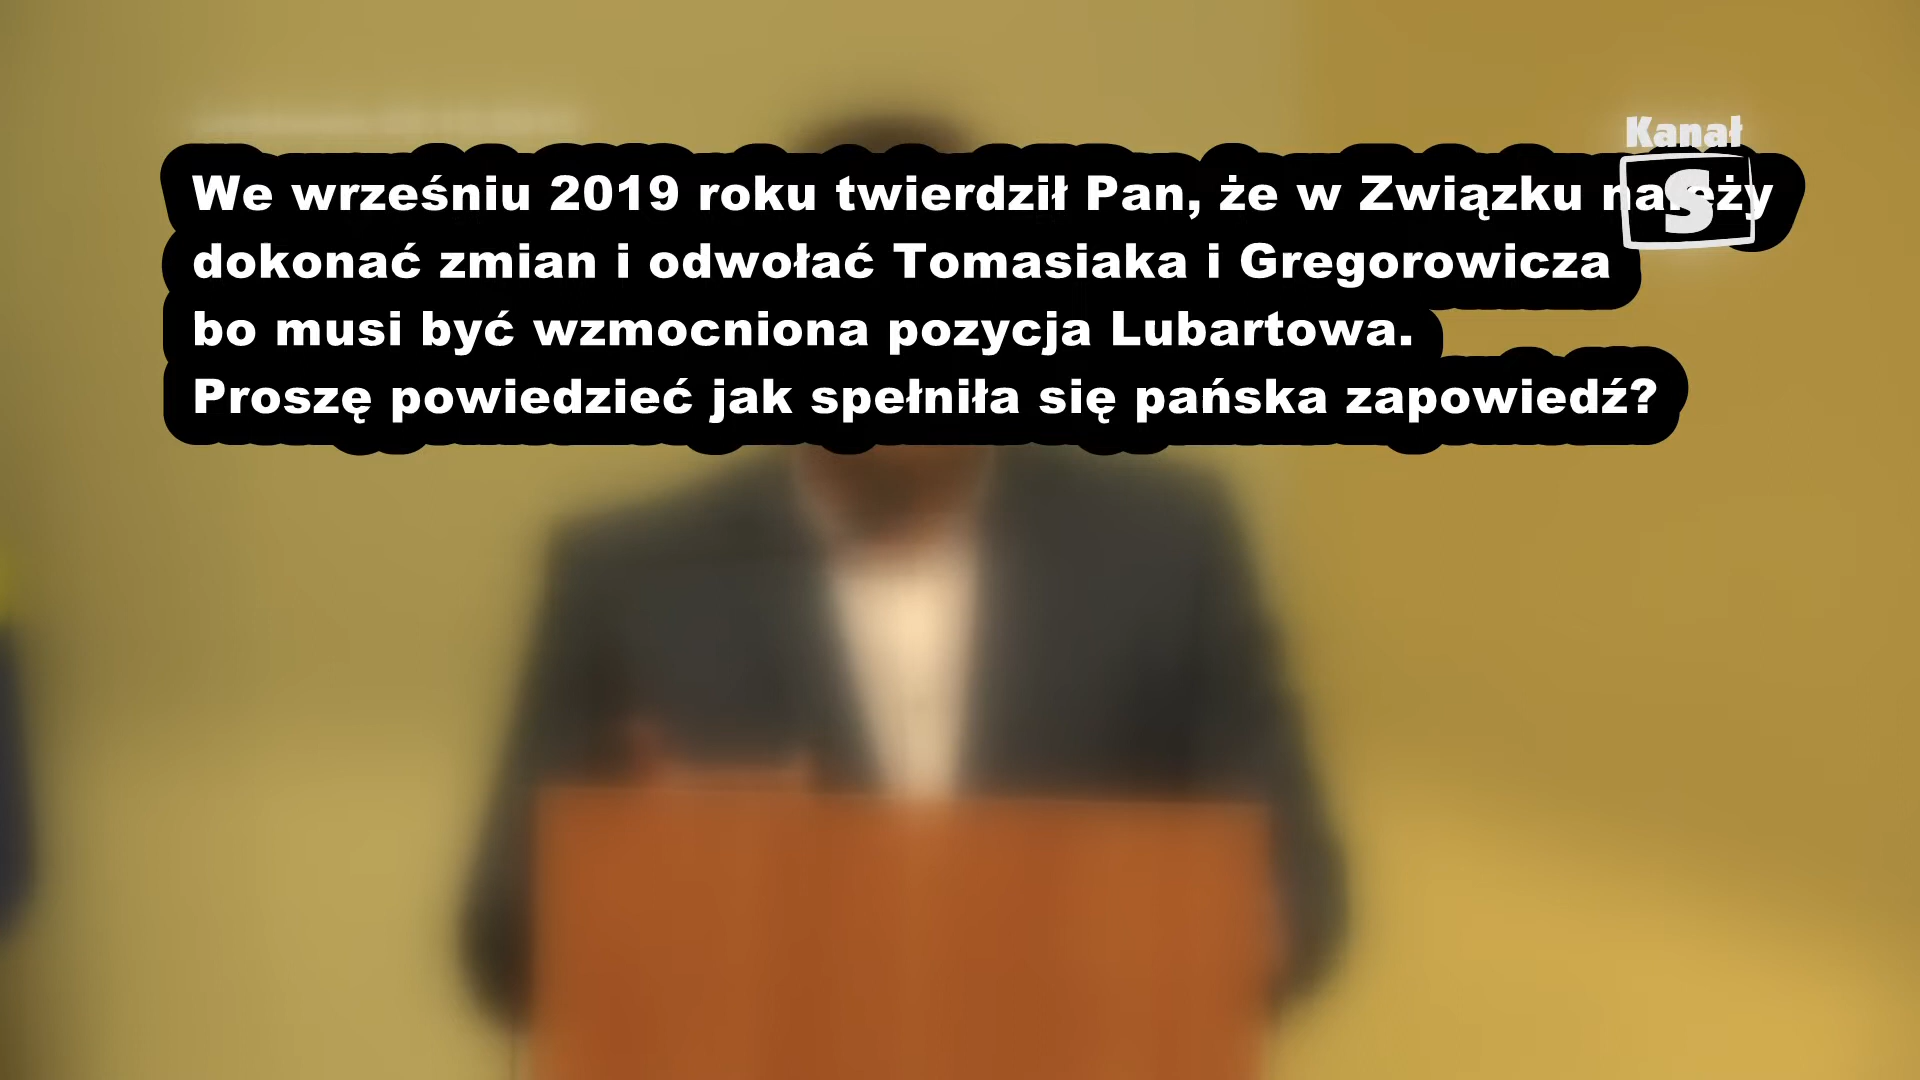 Kanał
S
We wrześniu 2019 roku twierdził Pan, że w Związku należy
dokonać zmian i odwołać Tomasiaka i Gregorowicza
bo musi być wzmocniona pozycja Lubartowa.
Proszę powiedzieć jak spełniła się pańska zapowiedź?